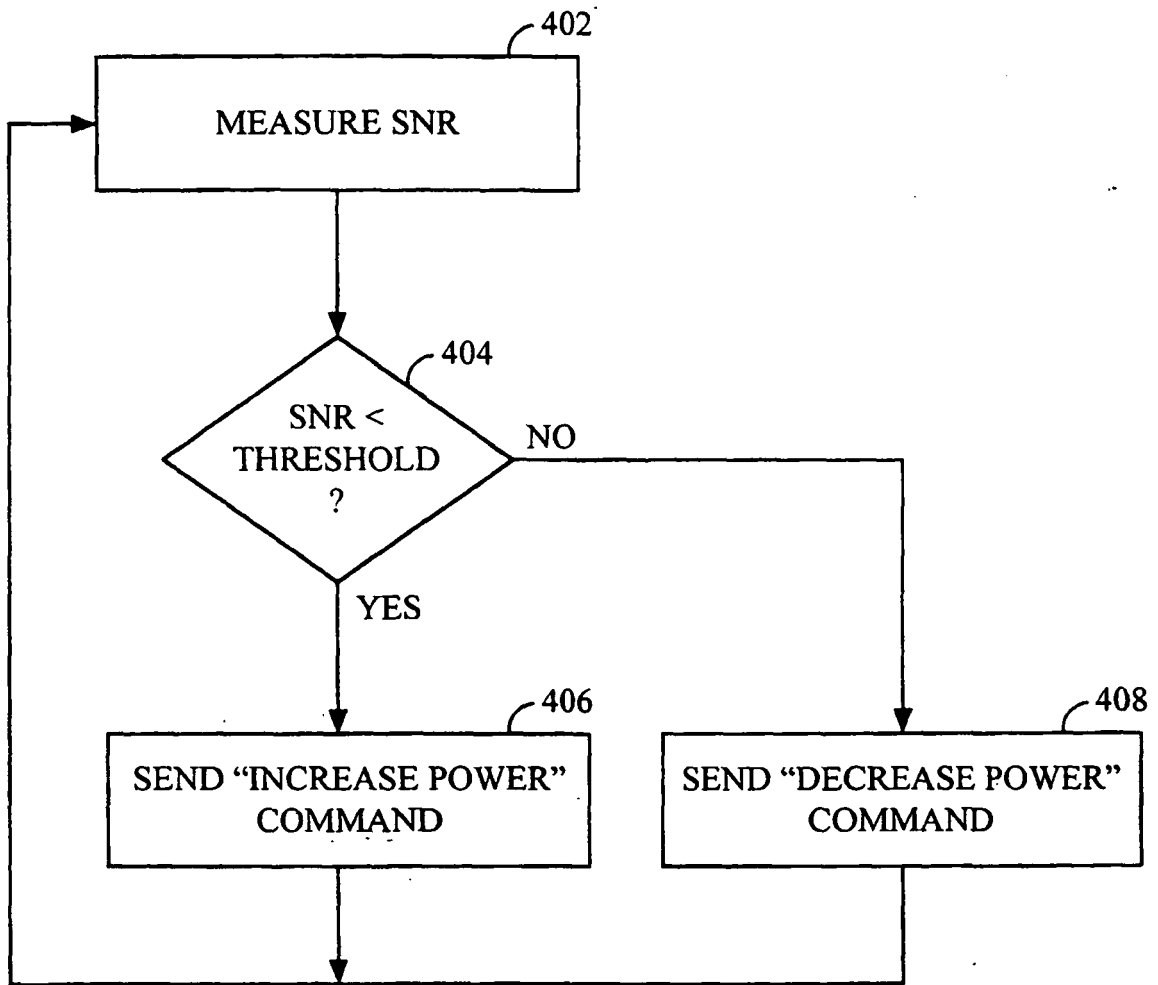 402
MEASURE SNR
404
SNR <
THRESHOLD
?
NO
YES
406
SEND “INCREASE POWER”
COMMAND
408
SEND “DECREASE POWER”
COMMAND